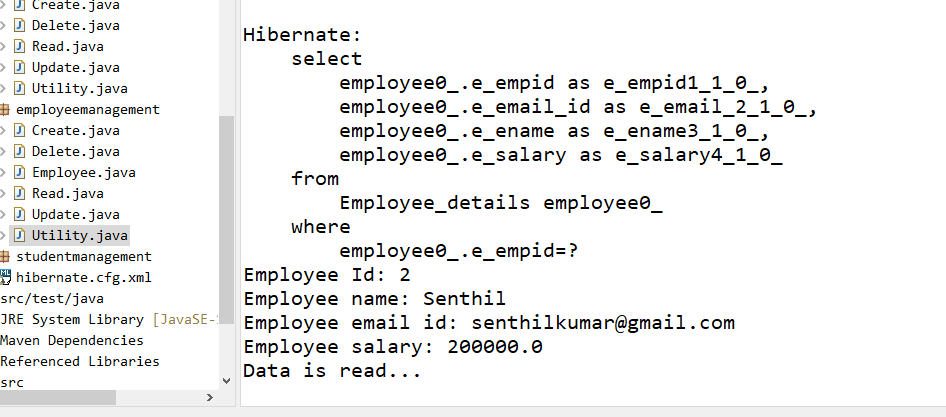 Create.java
Delete.java
Read.java
Update.java
Utility.java
employeemanagement
Create.java
Delete.java
Employee.java
Read.java
Update.java
Utility.java
studentmanagement
hibernate.cfg.xml
src/test/java
JRE System Library [JavaSE-
Maven Dependencies
Referenced Libraries
src
Hibernate:
select
employee0_.e_empid as e_empid1_1_0_,
employee0_.e_email_id as e_email_2_1_0_,
employee0_.e_ename as e_ename3_1_0_,
employee0_.e_salary as e_salary4_1_0_
from
Employee_details employee0_
where
employee0_.e_empid=?
Employee Id: 2
Employee name: Senthil
Employee email id: senthilkumar@gmail.com
Employee salary: 200000.0
Data is read...